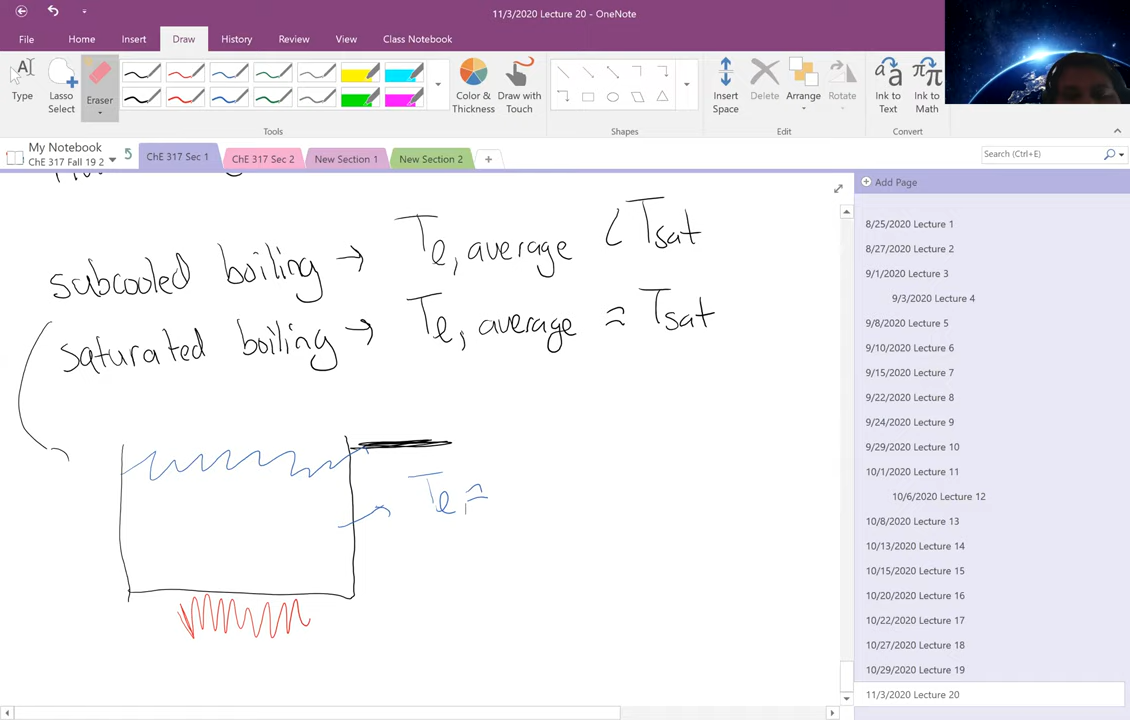 11/3/2020 Lecture 20 - OneNote
File Home Insert Draw History Review View Class Notebook
Type Lasso Select Eraser Color & Thickness Draw with Touch Insert Space Delete Arrange Rotate Ink to Text Ink to Math
Tools Shapes Edit Convert
My Notebook
ChE 317 Fall 19 2 ChE 317 Sec 1 ChE 317 Sec 2 New Section 1 New Section 2 + Search (Ctrl+E)
subcooled boiling → Tl, average < Tsat
saturated boiling → Tl, average ≈ Tsat
Tl,
Add Page
8/25/2020 Lecture 1
8/27/2020 Lecture 2
9/1/2020 Lecture 3
9/3/2020 Lecture 4
9/8/2020 Lecture 5
9/10/2020 Lecture 6
9/15/2020 Lecture 7
9/22/2020 Lecture 8
9/24/2020 Lecture 9
9/29/2020 Lecture 10
10/1/2020 Lecture 11
10/6/2020 Lecture 12
10/8/2020 Lecture 13
10/13/2020 Lecture 14
10/15/2020 Lecture 15
10/20/2020 Lecture 16
10/22/2020 Lecture 17
10/27/2020 Lecture 18
10/29/2020 Lecture 19
11/3/2020 Lecture 20